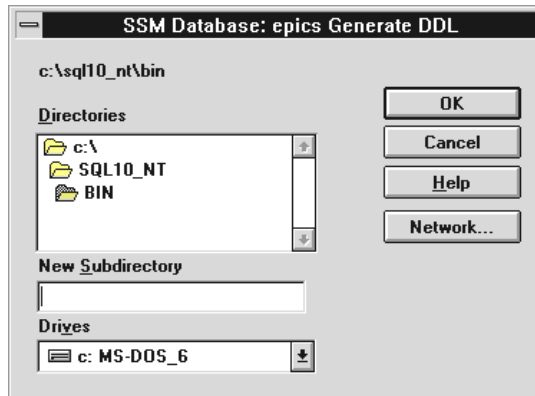 SSM Database: epics Generate DDL
c:\sql10_nt\bin
Directories
c:\
SQL10_NT
BIN
New Subdirectory
Drives
c: MS-DOS_6
OK
Cancel
Help
Network...